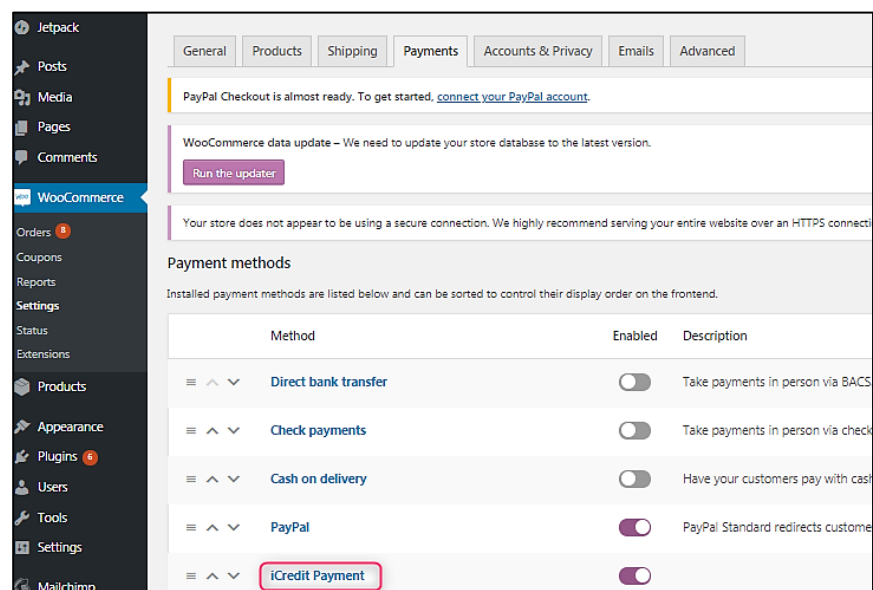 Jetpack
Posts
Media
Pages
Comments
WooCommerce
Orders 8
Coupons
Reports
Settings
Status
Extensions
Products
Appearance
Plugins 6
Users
Tools
Settings
Mailchimp
General Products Shipping Payments Accounts & Privacy Emails Advanced
PayPal Checkout is almost ready. To get started, connect your PayPal account.
WooCommerce data update – We need to update your store database to the latest version.
Run the updater
Your store does not appear to be using a secure connection. We highly recommend serving your entire website over an HTTPS connecti
Payment methods
Installed payment methods are listed below and can be sorted to control their display order on the frontend.
Method Enabled Description
Direct bank transfer Take payments in person via BACS.
Check payments Take payments in person via check
Cash on delivery Have your customers pay with cash
PayPal PayPal Standard redirects custome
iCredit Payment